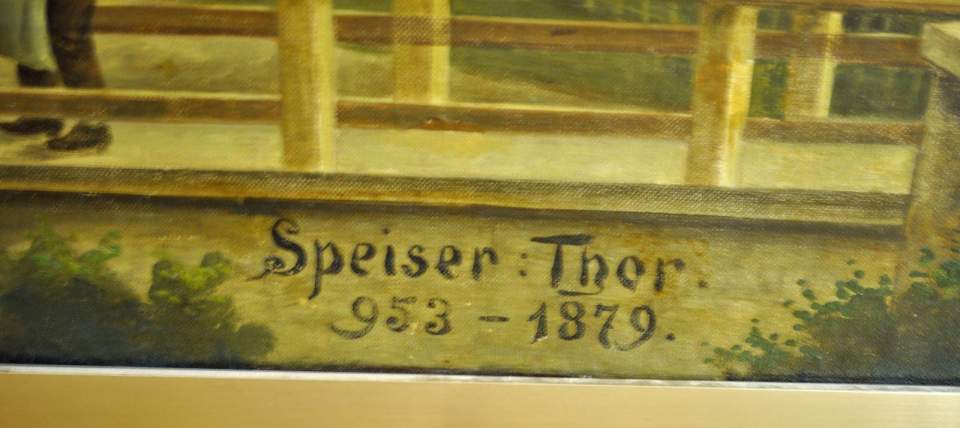 Speiser : Thor.
953 - 1879.